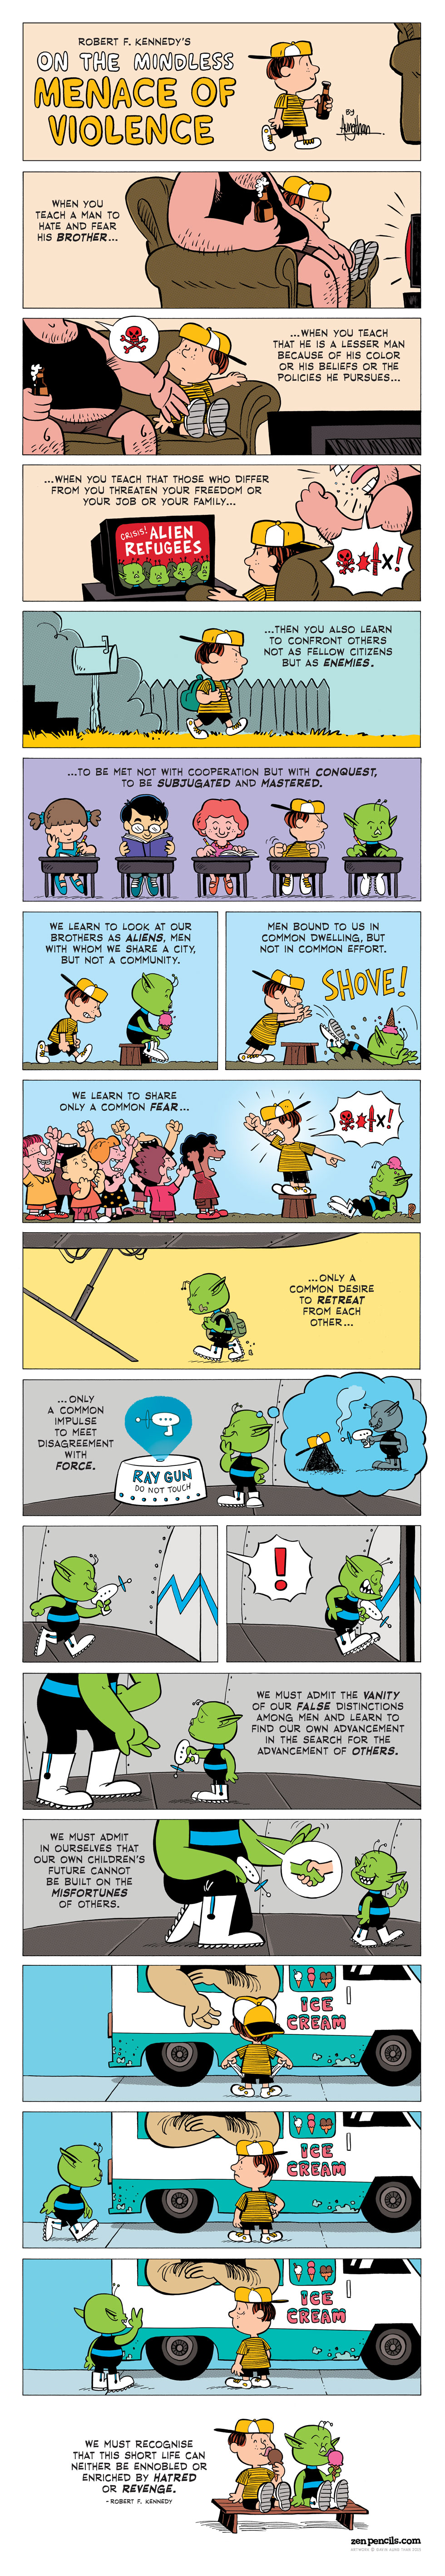 ROBERT F. KENNEDY'S
ON THE MINDLESS
MENACE OF
VIOLENCE
BY
WHEN YOU
TEACH A MAN TO
HATE AND FEAR
HIS BROTHER...
...WHEN YOU TEACH
THAT HE IS A LESSER MAN
BECAUSE OF HIS COLOR
OR HIS BELIEFS OR THE
POLICIES HE PURSUES...
...WHEN YOU TEACH THAT THOSE WHO DIFFER
FROM YOU THREATEN YOUR FREEDOM OR
YOUR JOB OR YOUR FAMILY...
CRISIS! ALIEN
REFUGEES
X!
...THEN YOU ALSO LEARN
TO CONFRONT OTHERS
NOT AS FELLOW CITIZENS
BUT AS ENEMIES.
...TO BE MET NOT WITH COOPERATION BUT WITH CONQUEST,
TO BE SUBJUGATED AND MASTERED.
WE LEARN TO LOOK AT OUR
BROTHERS AS ALIENS, MEN
WITH WHOM WE SHARE A CITY,
BUT NOT A COMMUNITY.
MEN BOUND TO US IN
COMMON DWELLING, BUT
NOT IN COMMON EFFORT.
SHOVE!
WE LEARN TO SHARE
ONLY A COMMON FEAR...
X!
...ONLY A
COMMON DESIRE
TO RETREAT
FROM EACH
OTHER...
...ONLY
A COMMON
IMPULSE
TO MEET
DISAGREEMENT
WITH
FORCE.
RAY GUN
DO NOT TOUCH
!
WE MUST ADMIT THE VANITY
OF OUR FALSE DISTINCTIONS
AMONG MEN AND LEARN TO
FIND OUR OWN ADVANCEMENT
IN THE SEARCH FOR THE
ADVANCEMENT OF OTHERS.
WE MUST ADMIT
IN OURSELVES THAT
OUR OWN CHILDREN'S
FUTURE CANNOT
BE BUILT ON THE
MISFORTUNES
OF OTHERS.
ICE
CREAM
ICE
CREAM
ICE
CREAM
WE MUST RECOGNISE
THAT THIS SHORT LIFE CAN
NEITHER BE ENNOBLED OR
ENRICHED BY HATRED
OR REVENGE.
- ROBERT F. KENNEDY
zenpencils.com